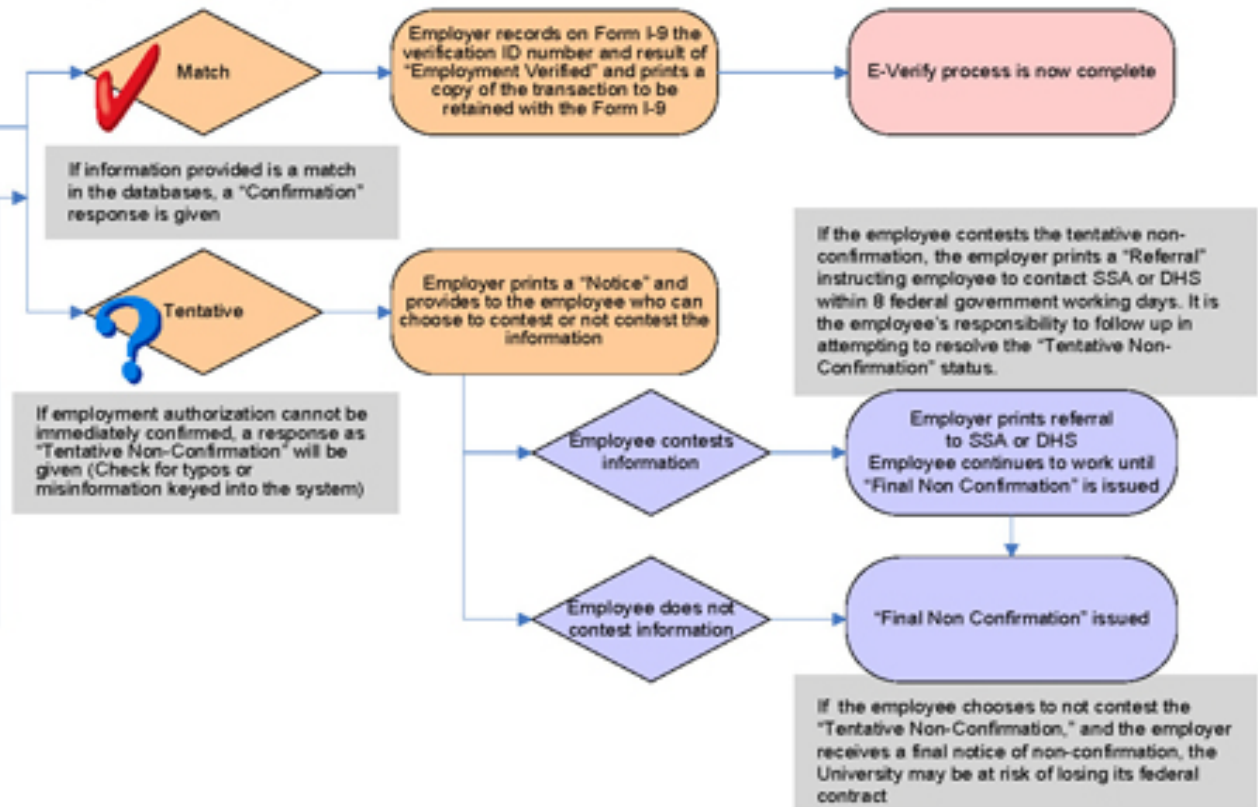 Match
Employer records on Form I-9 the
verification ID number and result of
"Employment Verified" and prints a
copy of the transaction to be
retained with the Form I-9
E-Verify process is now complete
If information provided is a match
in the databases, a "Confirmation"
response is given
If the employee contests the tentative non-
confirmation, the employer prints a "Referral"
instructing employee to contact SSA or DHS
within 8 federal government working days. It is
the employee's responsibility to follow up in
attempting to resolve the "Tentative Non-
Confirmation" status.
Tentative
Employer prints a "Notice" and
provides to the employee who can
choose to contest or not contest the
information
If employment authorization cannot be
immediately confirmed, a response as
"Tentative Non-Confirmation" will be
given (Check for typos or
misinformation keyed into the system)
Employee contests
information
Employer prints referral
to SSA or DHS
Employee continues to work until
"Final Non Confirmation" is issued
Employee does not
contest information
"Final Non Confirmation" issued
If the employee chooses to not contest the
"Tentative Non-Confirmation," and the employer
receives a final notice of non-confirmation, the
University may be at risk of losing its federal
contract